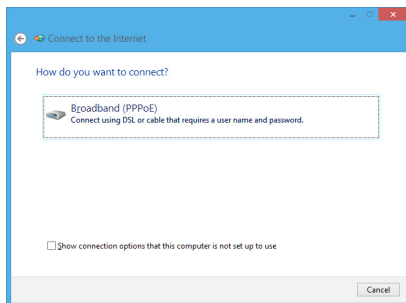 Connect to the Internet
How do you want to connect?
Broadband (PPPoE)
Connect using DSL or cable that requires a user name and password.
Show connection options that this computer is not set up to use
Cancel